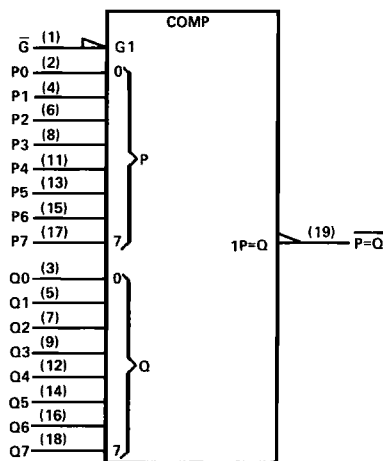 COMP
G̅ (1) G1
P0 (2) 0
P1 (4)
P2 (6)
P3 (8)
P4 (11) P
P5 (13)
P6 (15)
P7 (17) 7
1P=Q (19) P̅=̅Q̅
Q0 (3) 0
Q1 (5)
Q2 (7)
Q3 (9)
Q4 (12) Q
Q5 (14)
Q6 (16)
Q7 (18) 7